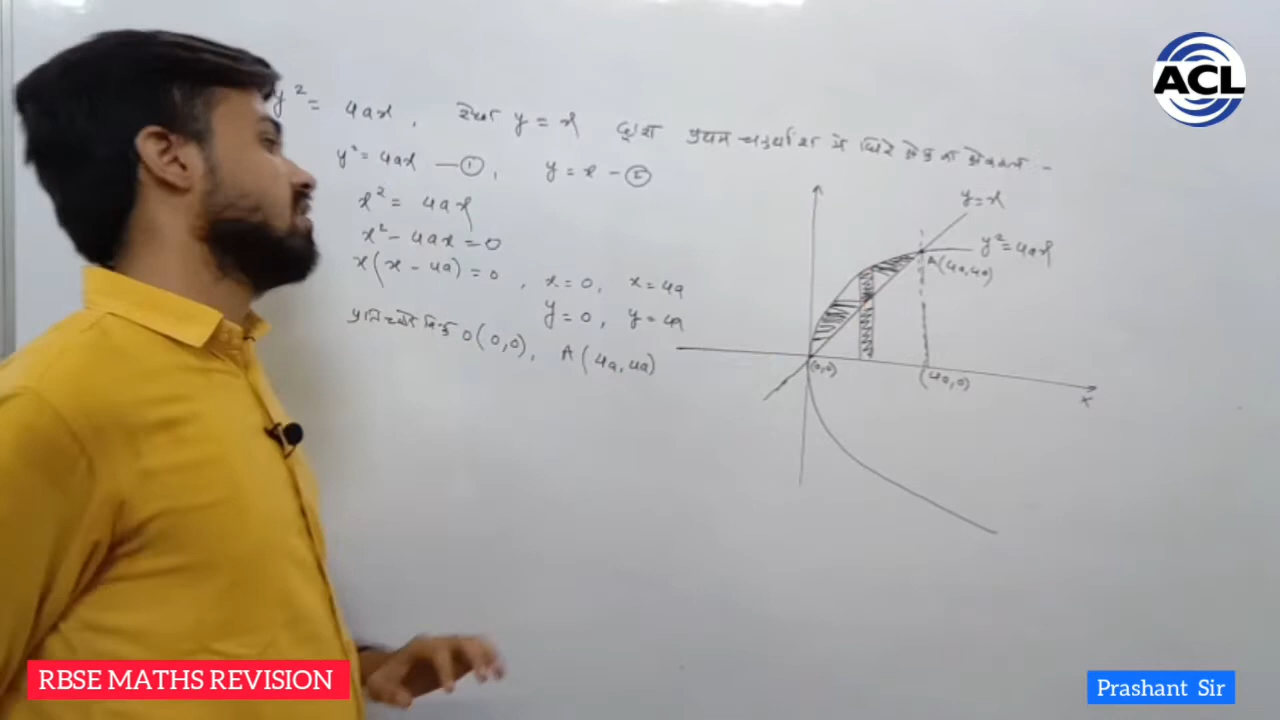 y² = 4ax, रेखा y = x द्वारा प्रथम चतुर्थांश में घिरे क्षेत्र का क्षेत्रफल -
y² = 4ax — ①, y = x - ②
x² = 4ax
x² - 4ax = 0
x(x - 4a) = 0, x = 0, x = 4a
y = 0, y = 4a
प्रतिच्छेद बिन्दु O(0,0), A(4a,4a)
y = x
y² = 4ax
A(4a,4a)
(0,0)
(4a,0)
x
ACL
RBSE MATHS REVISION
Prashant Sir